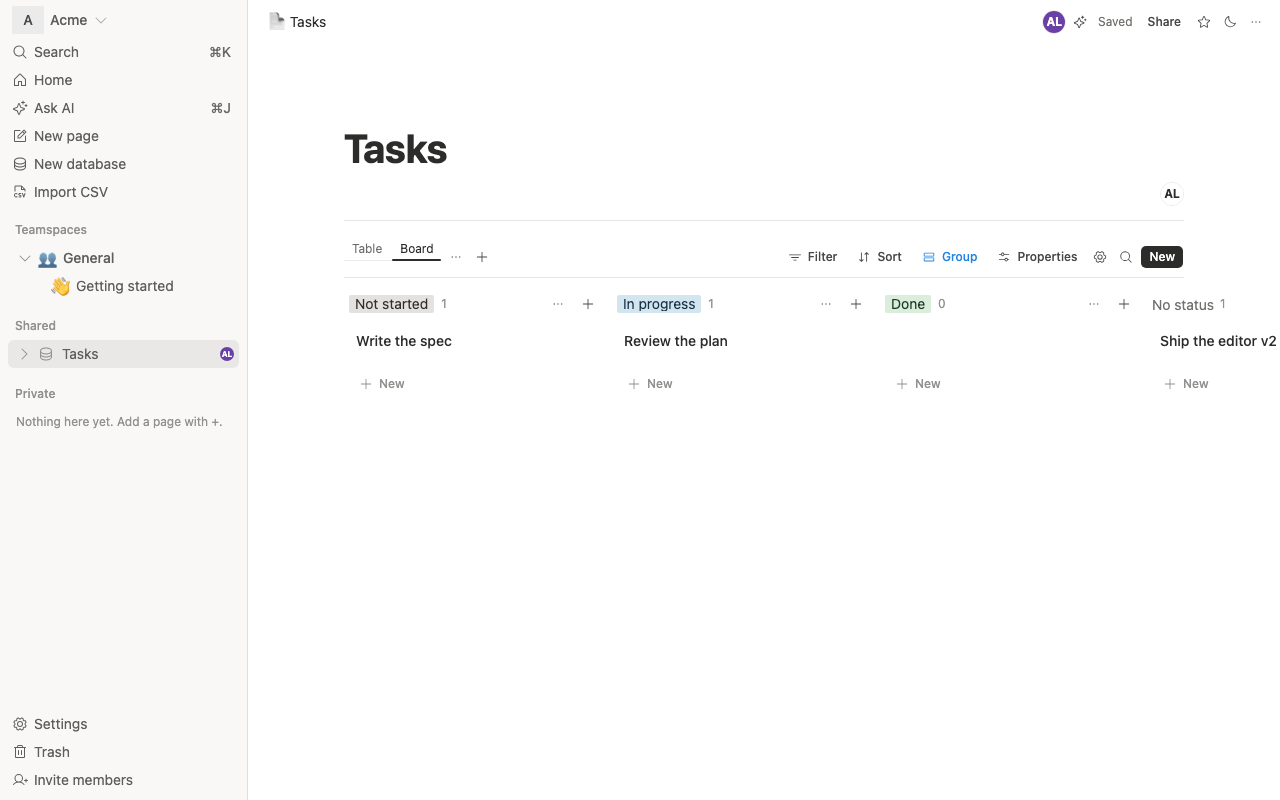 A Acme
Search ⌘K
Home
Ask AI ⌘J
New page
New database
Import CSV
Teamspaces
General
Getting started
Shared
Tasks AL
Private
Nothing here yet. Add a page with +.
Settings
Trash
Invite members
Tasks
AL Saved Share
Tasks
AL
Table Board
Filter Sort Group Properties New
Not started 1
In progress 1
Done 0
No status 1
Write the spec
Review the plan
Ship the editor v2
New
New
New
New